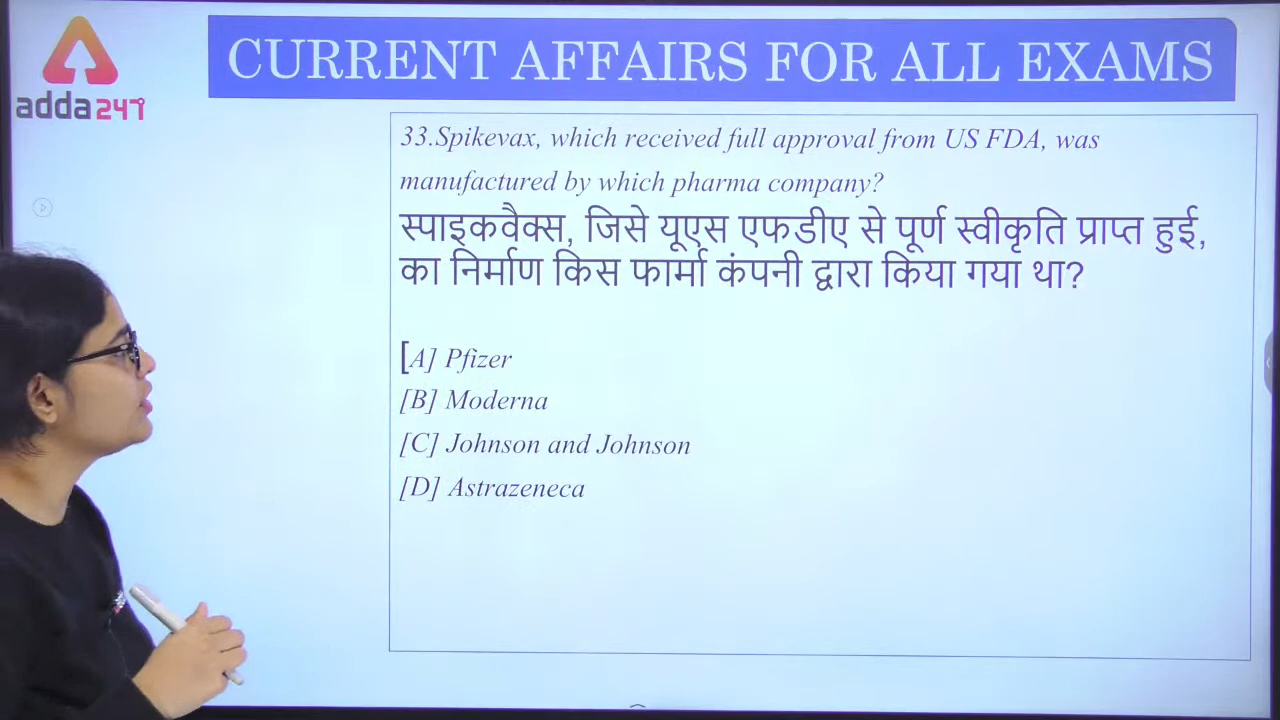 adda247
CURRENT AFFAIRS FOR ALL EXAMS
33.Spikevax, which received full approval from US FDA, was
manufactured by which pharma company?
स्पाइकवैक्स, जिसे यूएस एफडीए से पूर्ण स्वीकृति प्राप्त हुई,
का निर्माण किस फार्मा कंपनी द्वारा किया गया था?
[A] Pfizer
[B] Moderna
[C] Johnson and Johnson
[D] Astrazeneca